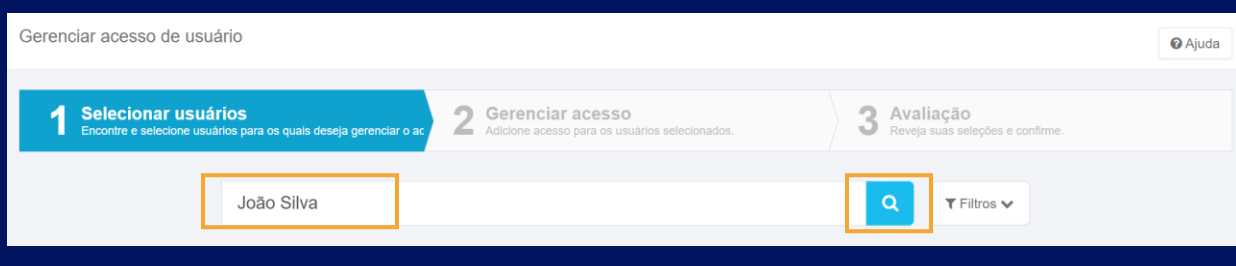 Gerenciar acesso de usuário
Ajuda
1 Selecionar usuários
Encontre e selecione usuários para os quais deseja gerenciar o ac
2 Gerenciar acesso
Adicione acesso para os usuários selecionados.
3 Avaliação
Reveja suas seleções e confirme.
João Silva
Filtros